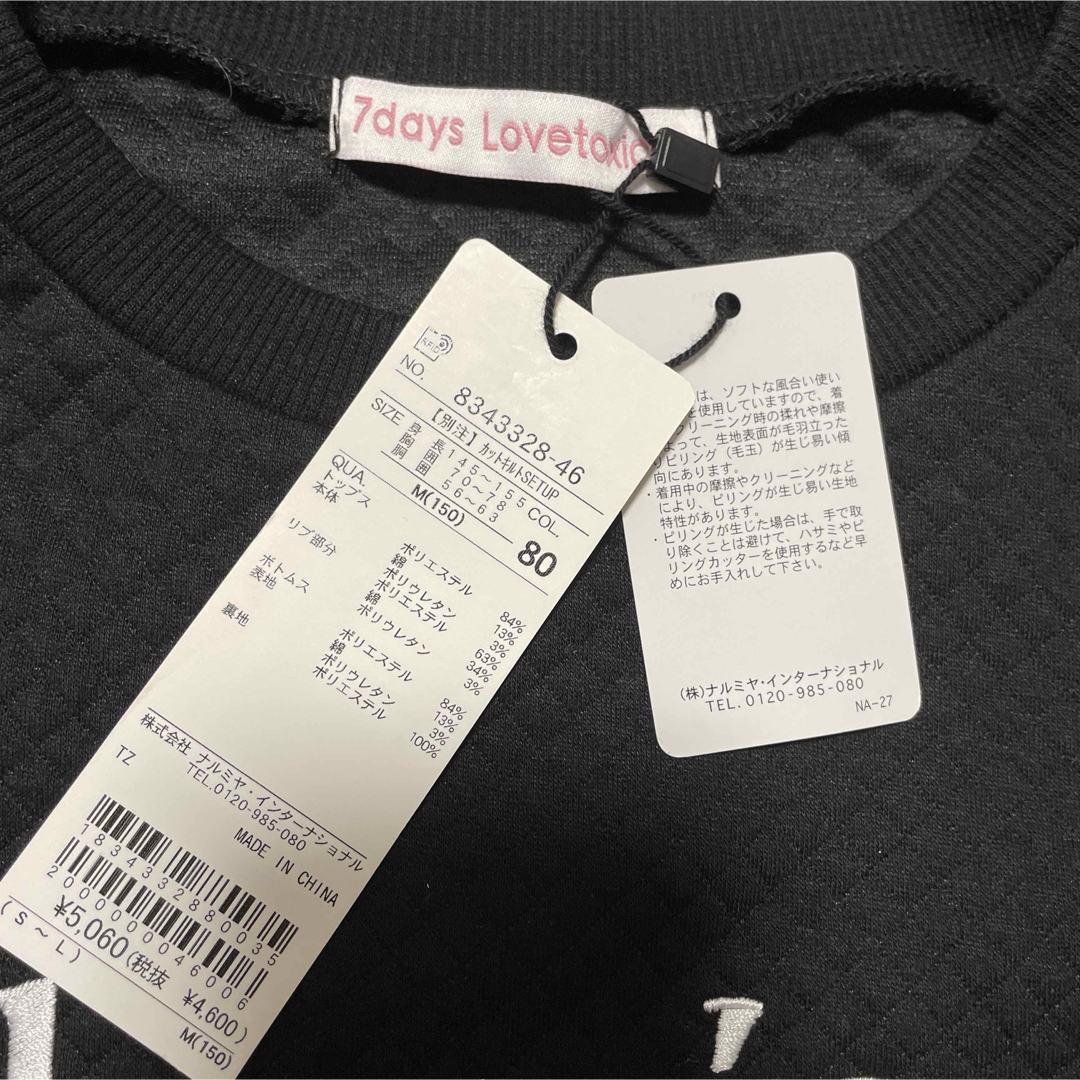 7days Lovetoxic
RFID
NO. 8343328-46
【別注】カットキルトSETUP
SIZE 身長 145~155 COL.
胸囲 70~78
胴囲 56~63
M(150) 80
QUA.
トップス
本体 ポリエステル 84%
綿 13%
ポリウレタン 3%
リブ部分 ポリエステル 63%
綿 34%
ポリウレタン 3%
ボトムス
表地 ポリエステル 84%
綿 13%
ポリウレタン 3%
裏地 ポリエステル 100%
株式会社 ナルミヤ・インターナショナル
TEL.0120-985-080
TZ MADE IN CHINA
1834332880035
2000000046006
¥5,060(税抜 ¥4,600)
(S~L) M(150)
は、ソフトな風合い使い
を使用していますので、着
クリーニング時の揉れや摩擦
よって、生地表面が毛羽立った
りピリング(毛玉)が生じ易い傾
向にあります。
・着用中の摩擦やクリーニングなど
により、ピリングが生じ易い生地
特性があります。
・ピリングが生じた場合は、手で取
り除くことは避けて、ハサミやピ
リングカッターを使用するなど早
めにお手入れして下さい。
(株)ナルミヤ・インターナショナル
TEL.0120-985-080
NA-27